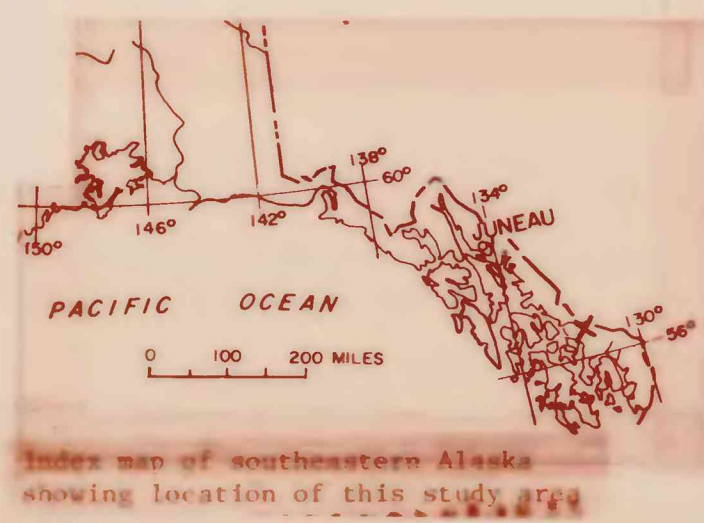 138°
60°
134°
JUNEAU
150°
146°
142°
130°
56°
PACIFIC OCEAN
0 100 200 MILES
Index map of southeastern Alaska
showing location of this study area